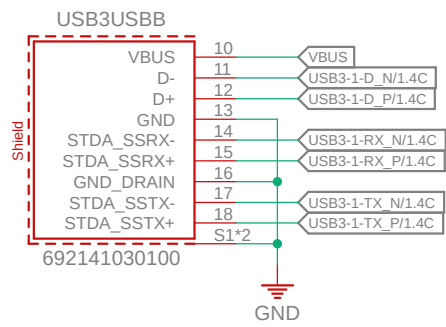 USB3USBB
Shield
VBUS 10 VBUS
D- 11 USB3-1-D_N/1.4C
D+ 12 USB3-1-D_P/1.4C
GND 13
STDA_SSRX- 14 USB3-1-RX_N/1.4C
STDA_SSRX+ 15 USB3-1-RX_P/1.4C
GND_DRAIN 16
STDA_SSTX- 17 USB3-1-TX_N/1.4C
STDA_SSTX+ 18 USB3-1-TX_P/1.4C
S1*2
692141030100
GND